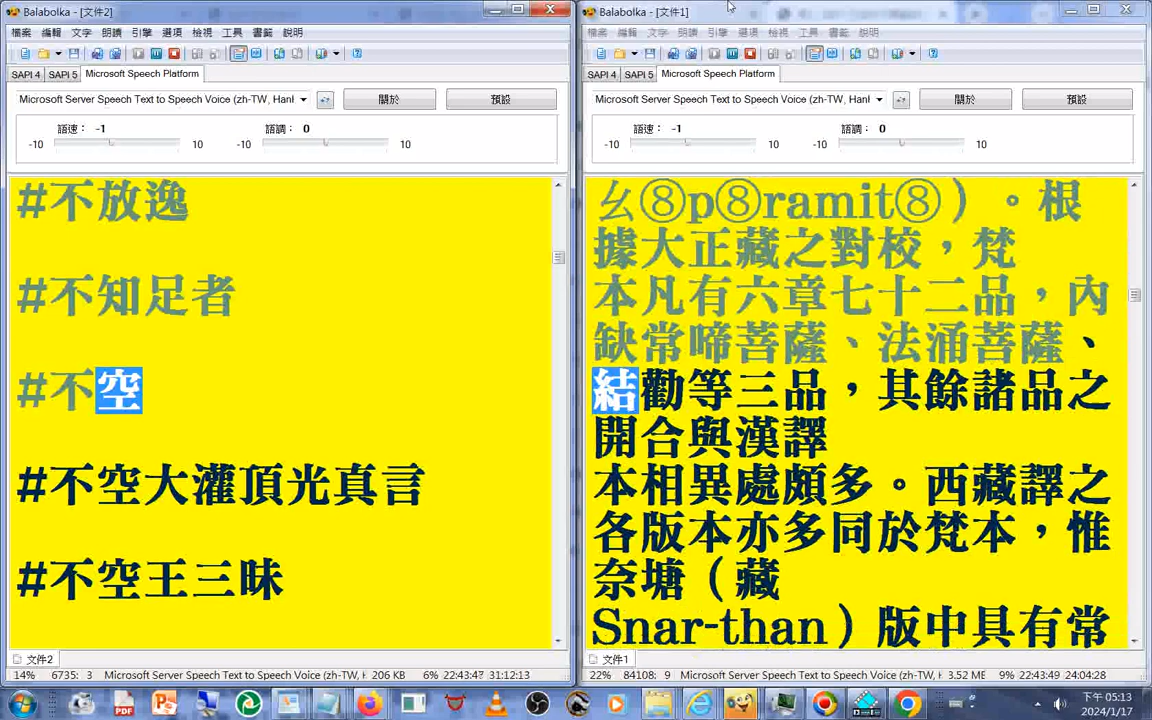 Balabolka - [文件2]
檔案 編輯 文字 朗讀 引擎 選項 檢視 工具 書籤 說明
SAPI 4 SAPI 5 Microsoft Speech Platform
Microsoft Server Speech Text to Speech Voice (zh-TW, Hanl
關於 預設
語速： -1 語調： 0
-10 10 -10 10
#不放逸
#不知足者
#不空
#不空大灌頂光真言
#不空王三昧
文件2
14% 6735: 3 Microsoft Server Speech Text to Speech Voice (zh-TW, H 206 KB 6% 22:43:47 31:12:13
Balabolka - [文件1]
檔案 編輯 文字 朗讀 引擎 選項 檢視 工具 書籤 說明
SAPI 4 SAPI 5 Microsoft Speech Platform
Microsoft Server Speech Text to Speech Voice (zh-TW, Hanl
關於 預設
語速： -1 語調： 0
-10 10 -10 10
ㄠ⑧p⑧ramit⑧）。根
據大正藏之對校，梵
本凡有六章七十二品，內
缺常啼菩薩、法涌菩薩、
結勸等三品，其餘諸品之
開合與漢譯
本相異處頗多。西藏譯之
各版本亦多同於梵本，惟
奈塘（藏
Snar-than）版中具有常
文件1
22% 84108: 9 Microsoft Server Speech Text to Speech Voice (zh-TW, H 3.52 ME 9% 22:43:49 24:04:28
下午 05:13
2024/1/17